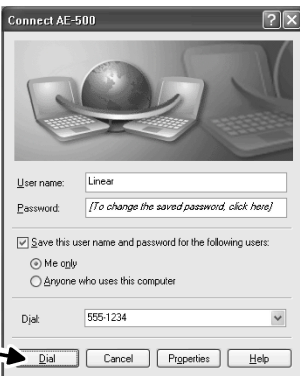 Connect AE-500
User name: Linear
Password: [To change the saved password, click here]
Save this user name and password for the following users:
Me only
Anyone who uses this computer
Dial: 555-1234
Dial Cancel Properties Help